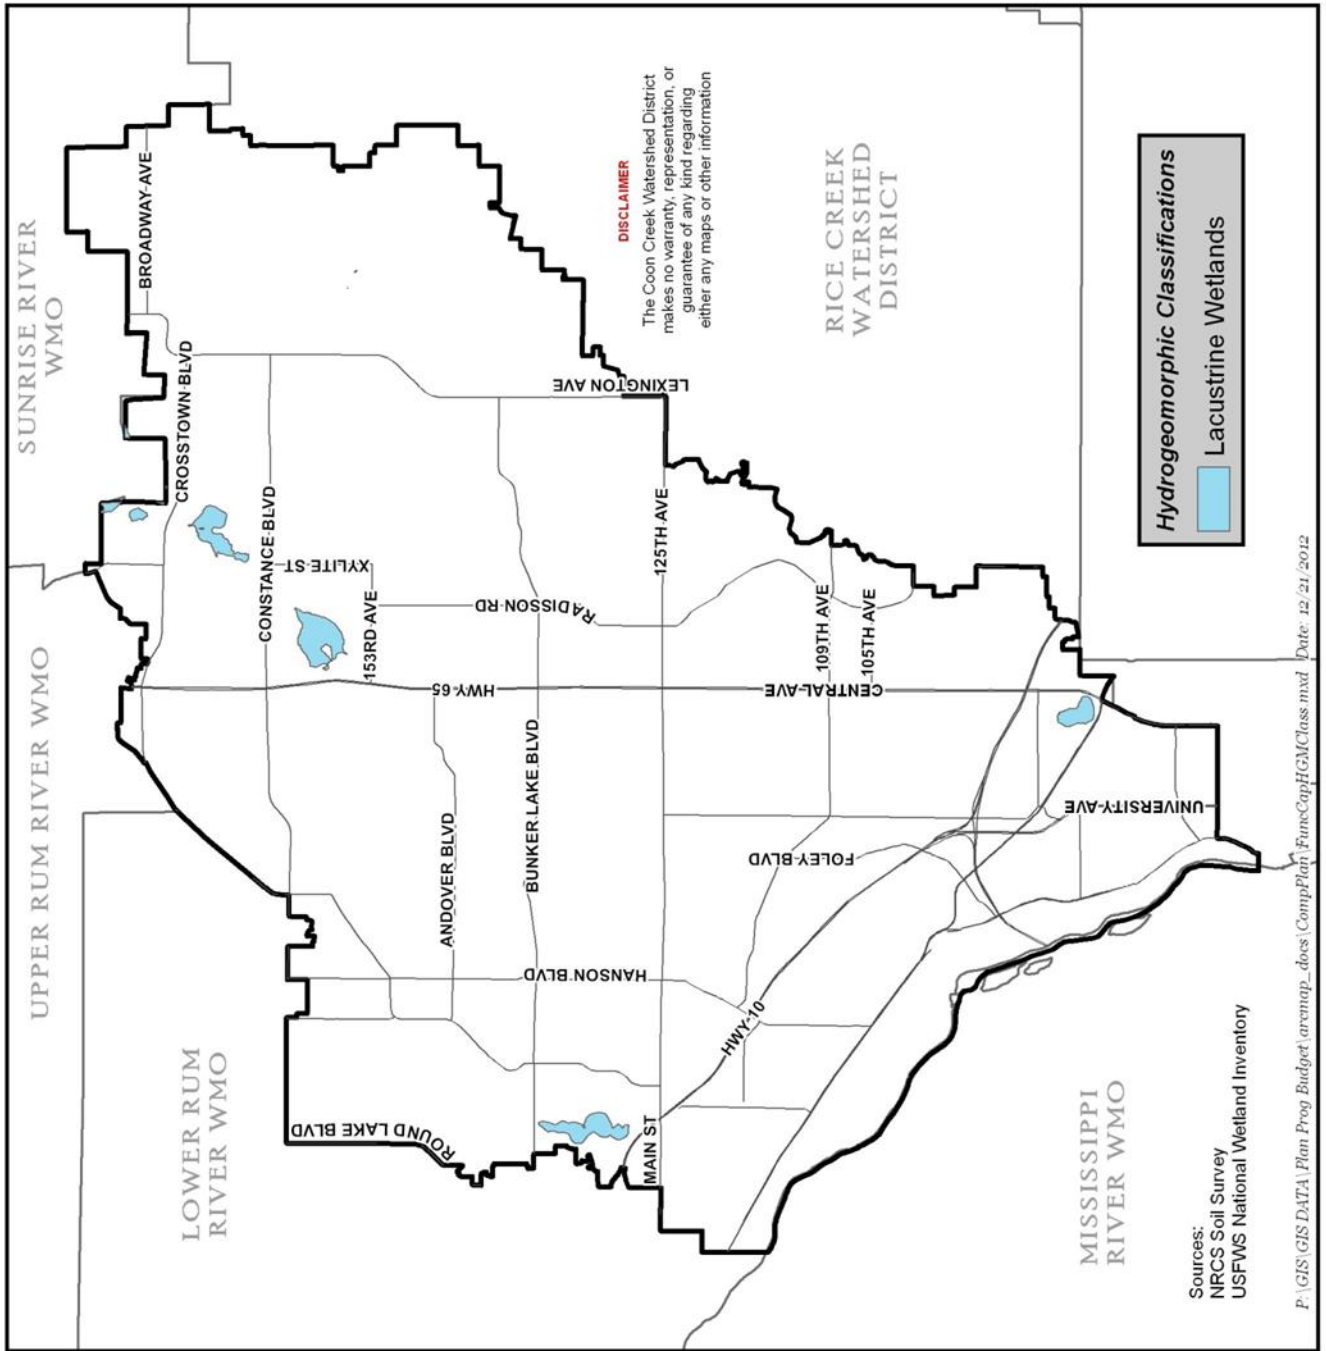 SUNRISE RIVER
WMO
UPPER RUM RIVER WMO
LOWER RUM
RIVER WMO
BROADWAY AVE
CROSSTOWN BLVD
CONSTANCE BLVD
XYLITE ST
153RD AVE
RADISSON RD
LEXINGTON AVE
HWY 65
ANDOVER BLVD
BUNKER LAKE BLVD
HANSON BLVD
ROUND LAKE BLVD
MAIN ST
125TH AVE
CENTRAL AVE
109TH AVE
105TH AVE
FOLEY BLVD
HWY 10
UNIVERSITY AVE
DISCLAIMER
The Coon Creek Watershed District
makes no warranty, representation, or
guarantee of any kind regarding
either any maps or other information
RICE CREEK
WATERSHED
DISTRICT
MISSISSIPPI
RIVER WMO
Hydrogeomorphic Classifications
Lacustrine Wetlands
Sources:
NRCS Soil Survey
USFWS National Wetland Inventory
P:\GIS\GIS DATA\Plan Prog Budget\arcmap_docs\CompPlan\FuncCapHGMClass.mxd Date: 12/21/2012